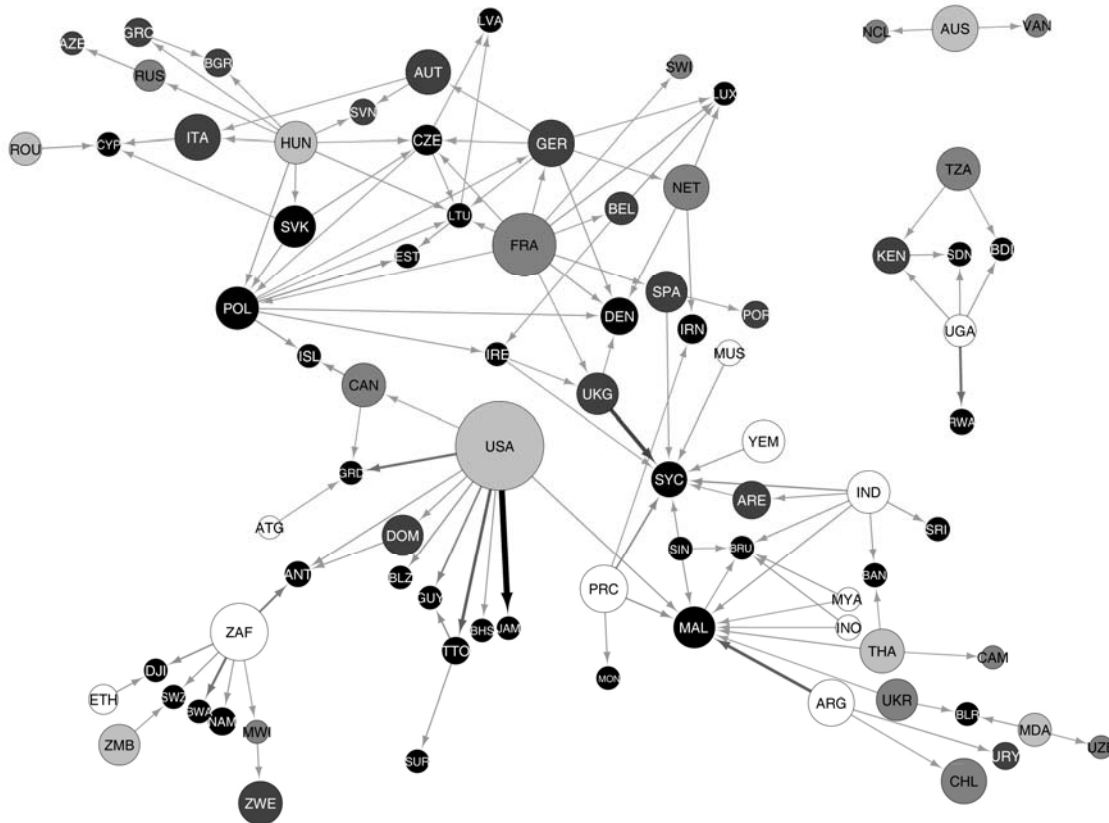 LVA
NCL
AUS
VAN
AZE
GRC
BGR
RUS
AUT
SWI
LUX
SVN
ROU
CYP
ITA
HUN
CZE
GER
NET
TZA
SVK
LTU
BEL
FRA
KEN
SDN
BDI
EST
SPA
POL
DEN
POR
IRN
UGA
ISL
IRE
MUS
CAN
UKG
RWA
USA
YEM
GRD
SYC
ARE
IND
ATG
DOM
SRI
ANT
BLZ
GUY
SIN
BRU
BAN
PRC
MYA
ZAF
BHS
JAM
MAL
INO
TTO
THA
CAM
DJI
MON
ETH
SWZ
BWA
NAM
UKR
ARG
BLR
ZMB
MWI
MDA
UZB
SUR
URY
CHL
ZWE